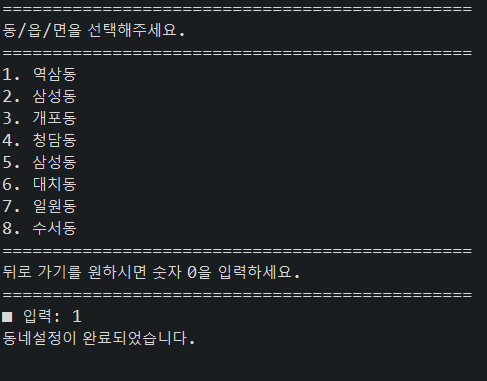 ===============================================
동/읍/면을 선택해주세요.
===============================================
1. 역삼동
2. 삼성동
3. 개포동
4. 청담동
5. 삼성동
6. 대치동
7. 일원동
8. 수서동
===============================================
뒤로 가기를 원하시면 숫자 0을 입력하세요.
===============================================
■ 입력: 1
동네설정이 완료되었습니다.